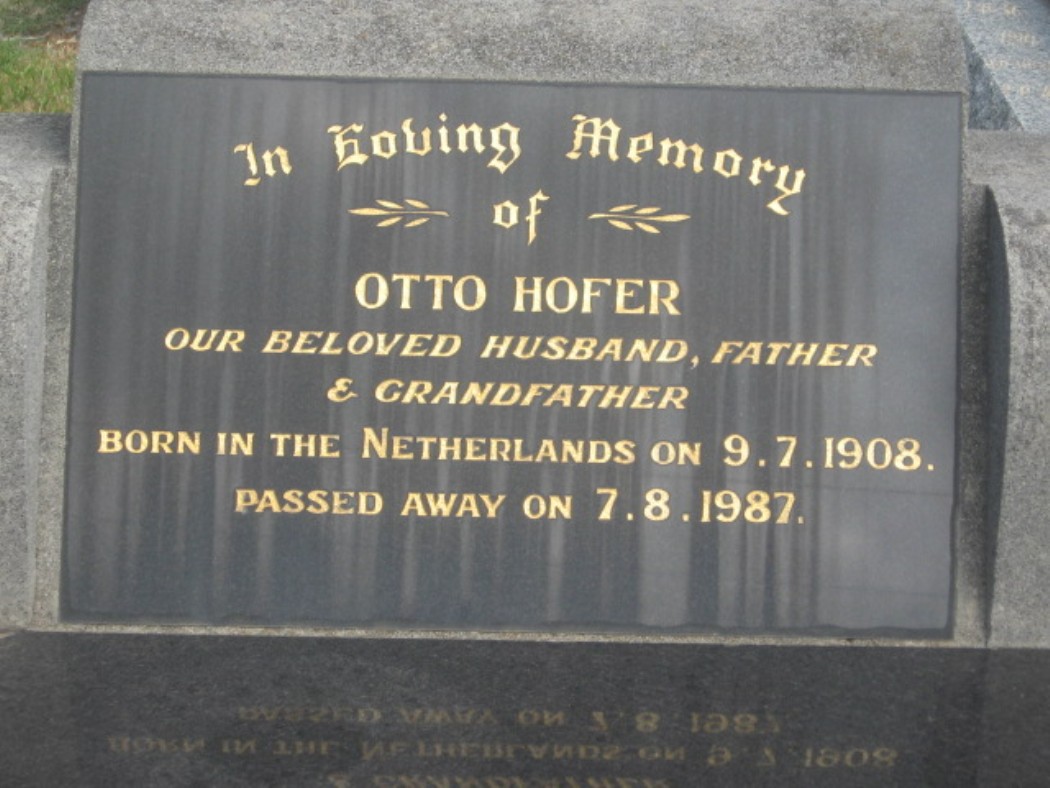 In Loving Memory
of
OTTO HOFER
OUR BELOVED HUSBAND, FATHER
& GRANDFATHER
BORN IN THE NETHERLANDS ON 9.7.1908.
PASSED AWAY ON 7.8.1987.